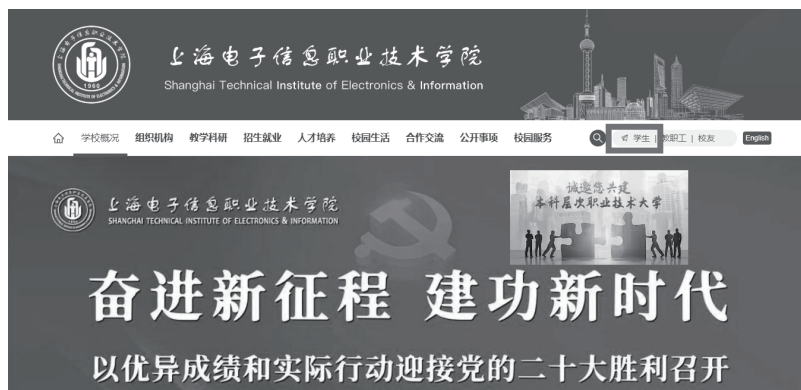 上海电子信息职业技术学院
Shanghai Technical Institute of Electronics & Information
1960
学校概况 组织机构 教学科研 招生就业 人才培养 校园生活 合作交流 公开事项 校园服务 学生 | 教职工 | 校友 English
上海电子信息职业技术学院
SHANGHAI TECHNICAL INSTITUTE OF ELECTRONICS & INFORMATION
诚邀您共建
本科层次职业技术大学
奋进新征程 建功新时代
以优异成绩和实际行动迎接党的二十大胜利召开